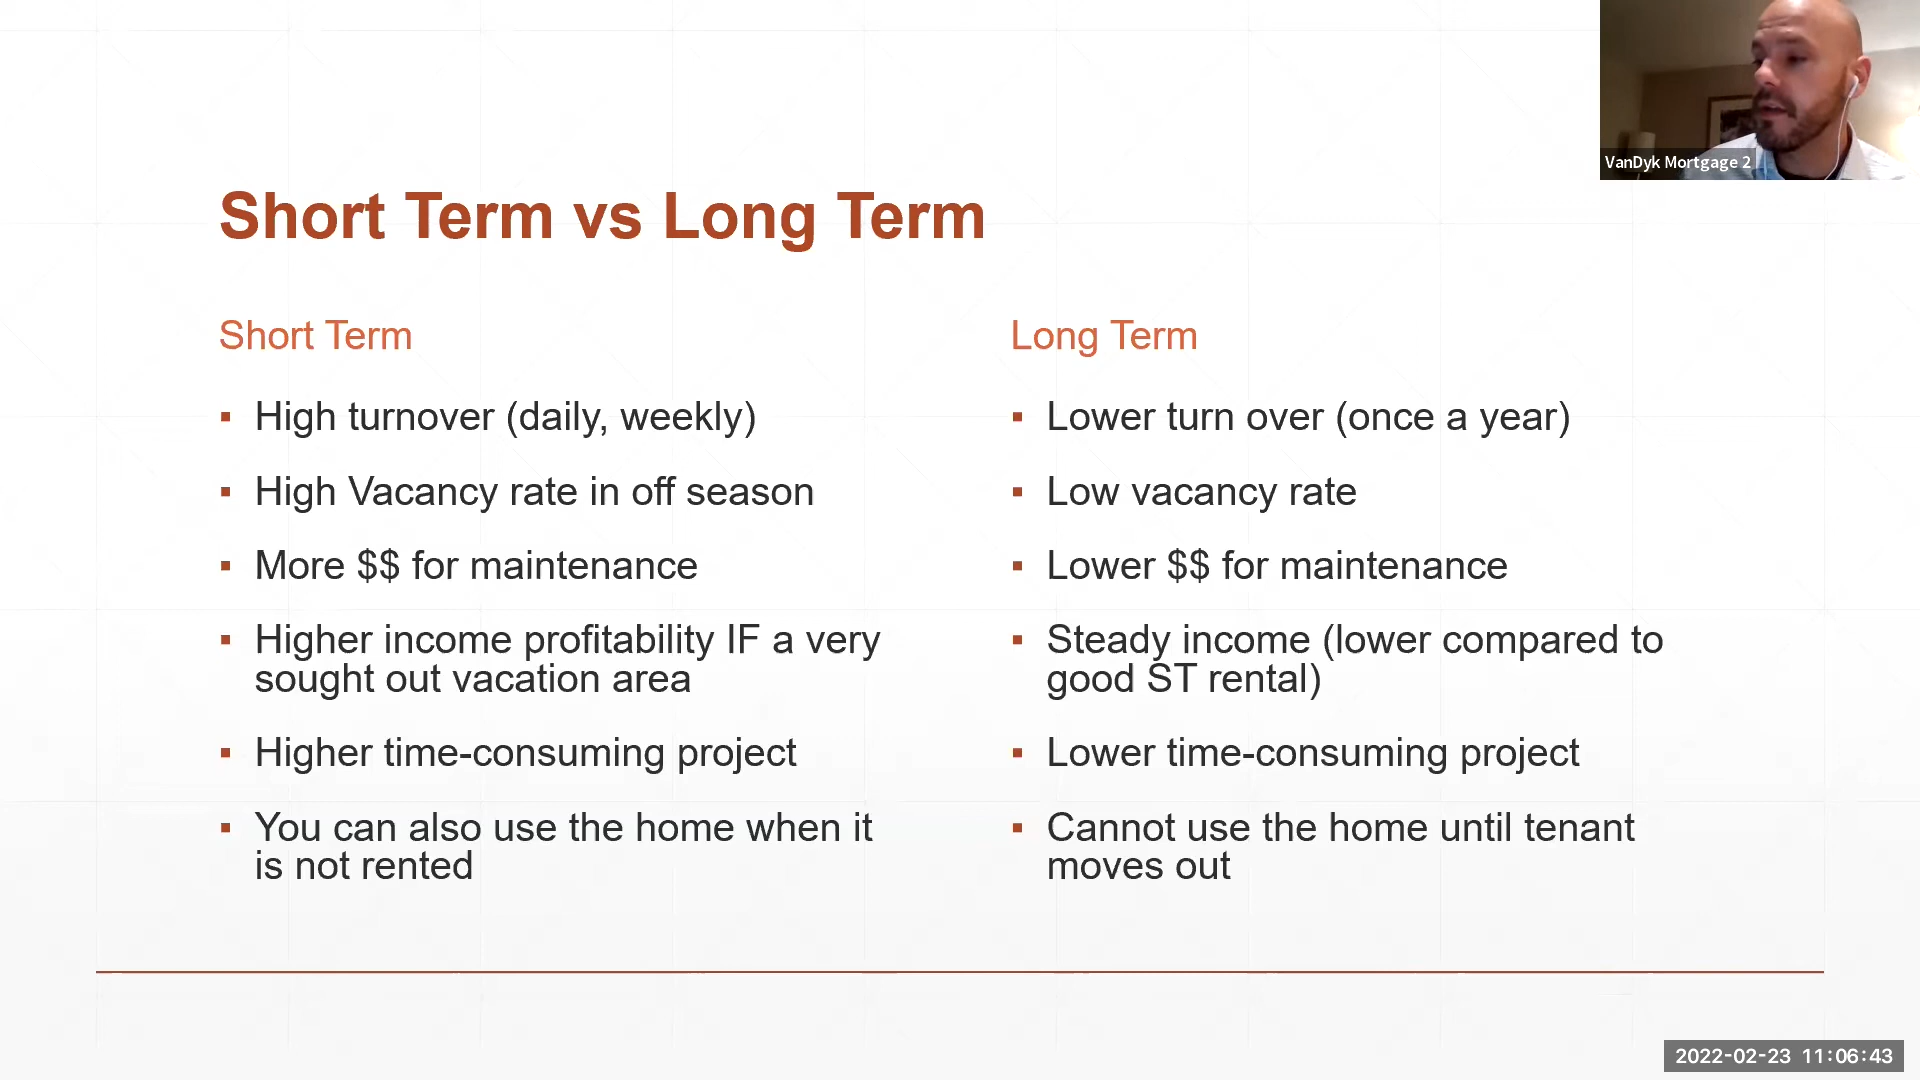 VanDyk Mortgage 2
Short Term vs Long Term
Short Term
▪ High turnover (daily, weekly)
▪ High Vacancy rate in off season
▪ More $$ for maintenance
▪ Higher income profitability IF a very
sought out vacation area
▪ Higher time-consuming project
▪ You can also use the home when it
is not rented
Long Term
▪ Lower turn over (once a year)
▪ Low vacancy rate
▪ Lower $$ for maintenance
▪ Steady income (lower compared to
good ST rental)
▪ Lower time-consuming project
▪ Cannot use the home until tenant
moves out
2022-02-23 11:06:43